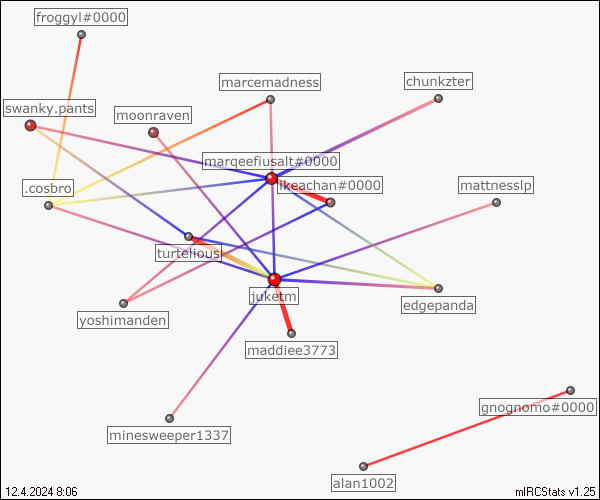 froggyl#0000
marcemadness
chunkzter
swanky.pants
moonraven
marqeefiusalt#0000
.cosbro
ikeachan#0000
mattnesslp
turtelious
juketm
edgepanda
yoshimanden
maddiee3773
gnognomo#0000
minesweeper1337
alan1002
12.4.2024 8:06
mIRCStats v1.25